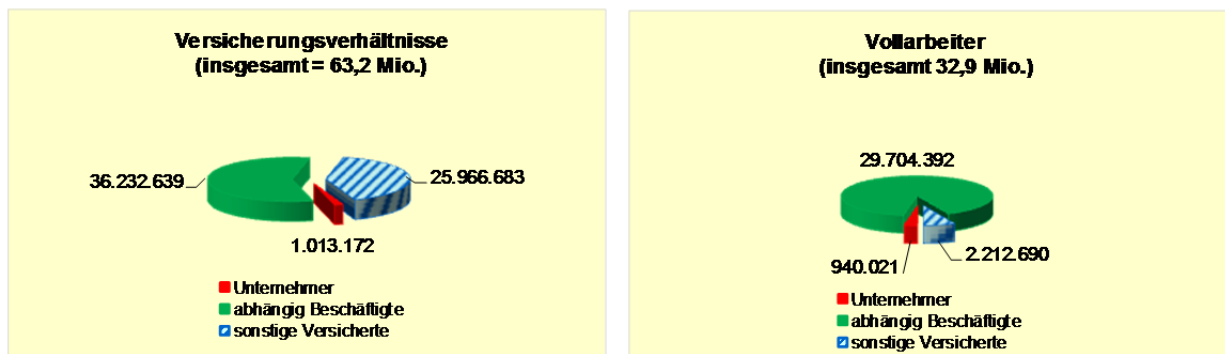 Versicherungsverhältnisse
(insgesamt = 63,2 Mio.)
36.232.639
25.966.683
1.013.172
Unternehmer
abhängig Beschäftigte
sonstige Versicherte
Vollarbeiter
(insgesamt 32,9 Mio.)
29.704.392
940.021
2.212.690
Unternehmer
abhängig Beschäftigte
sonstige Versicherte